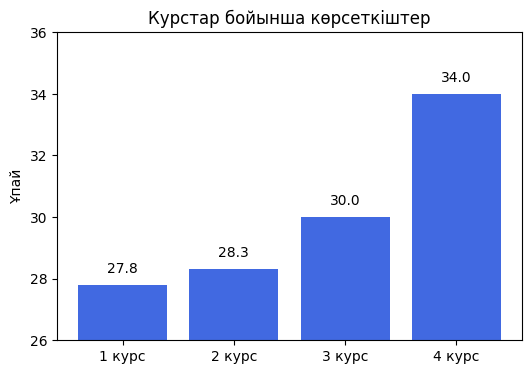 Курстар бойынша көрсеткіштер
Ұпай
36
34
32
30
28
26
27.8
28.3
30.0
34.0
1 курс
2 курс
3 курс
4 курс